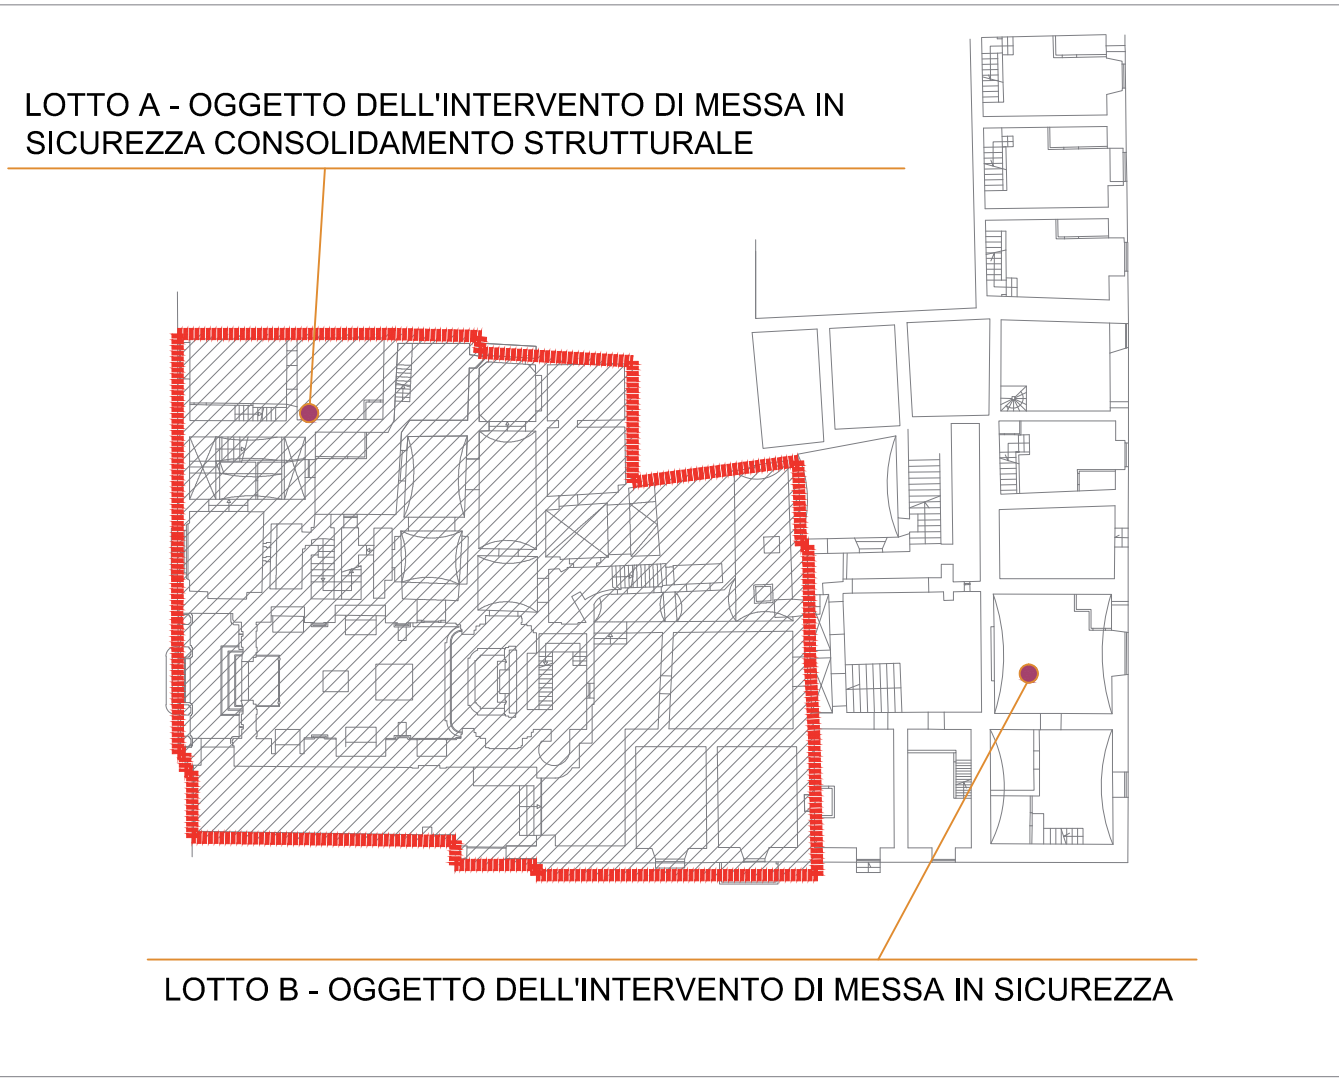 LOTTO A - OGGETTO DELL'INTERVENTO DI MESSA IN
SICUREZZA CONSOLIDAMENTO STRUTTURALE
LOTTO B - OGGETTO DELL'INTERVENTO DI MESSA IN SICUREZZA